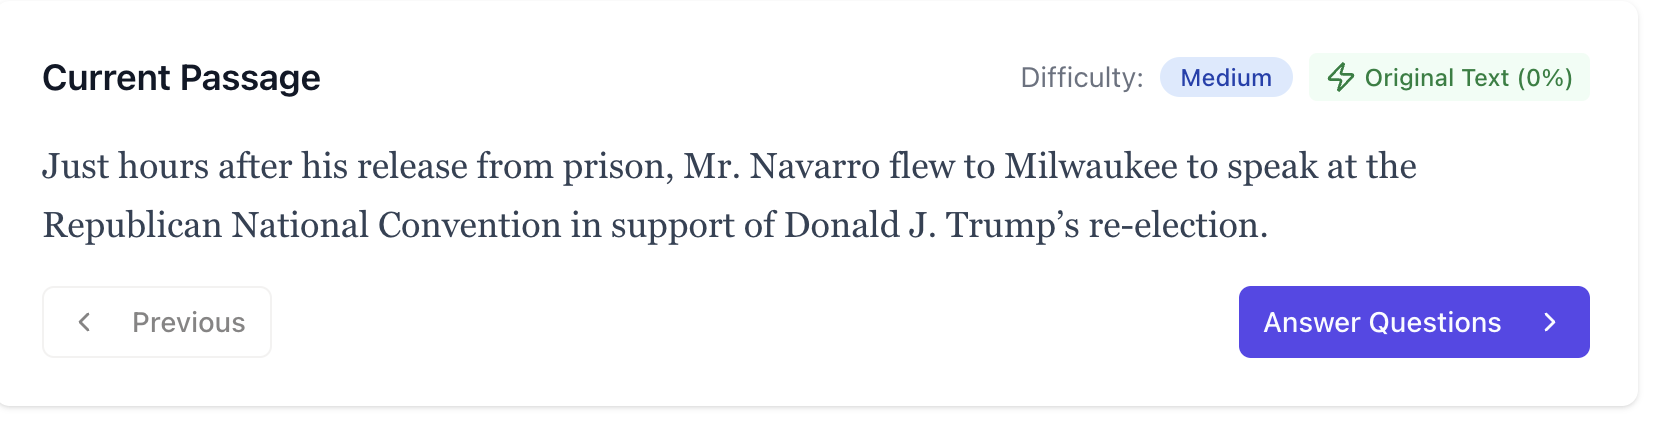 Current Passage
Difficulty: Medium Original Text (0%)
Just hours after his release from prison, Mr. Navarro flew to Milwaukee to speak at the
Republican National Convention in support of Donald J. Trump’s re-election.
Previous
Answer Questions